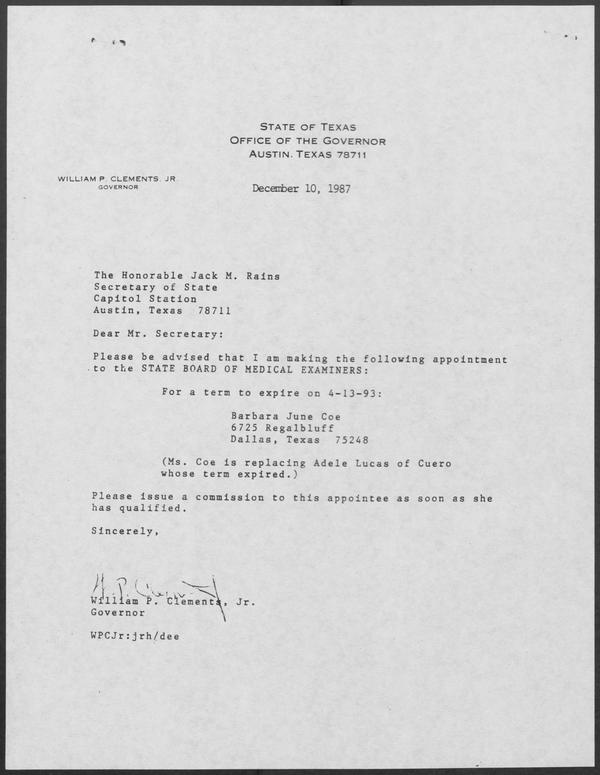 STATE OF TEXAS
OFFICE OF THE GOVERNOR
AUSTIN, TEXAS 78711
WILLIAM P. CLEMENTS, JR.
GOVERNOR
December 10, 1987
The Honorable Jack M. Rains
Secretary of State
Capitol Station
Austin, Texas 78711
Dear Mr. Secretary:
Please be advised that I am making the following appointment
to the STATE BOARD OF MEDICAL EXAMINERS:
For a term to expire on 4-13-93:
Barbara June Coe
6725 Regalbluff
Dallas, Texas 75248
(Ms. Coe is replacing Adele Lucas of Cuero
whose term expired.)
Please issue a commission to this appointee as soon as she
has qualified.
Sincerely,
W. P. Clements
William P. Clements, Jr.
Governor
WPCJr:jrh/dee